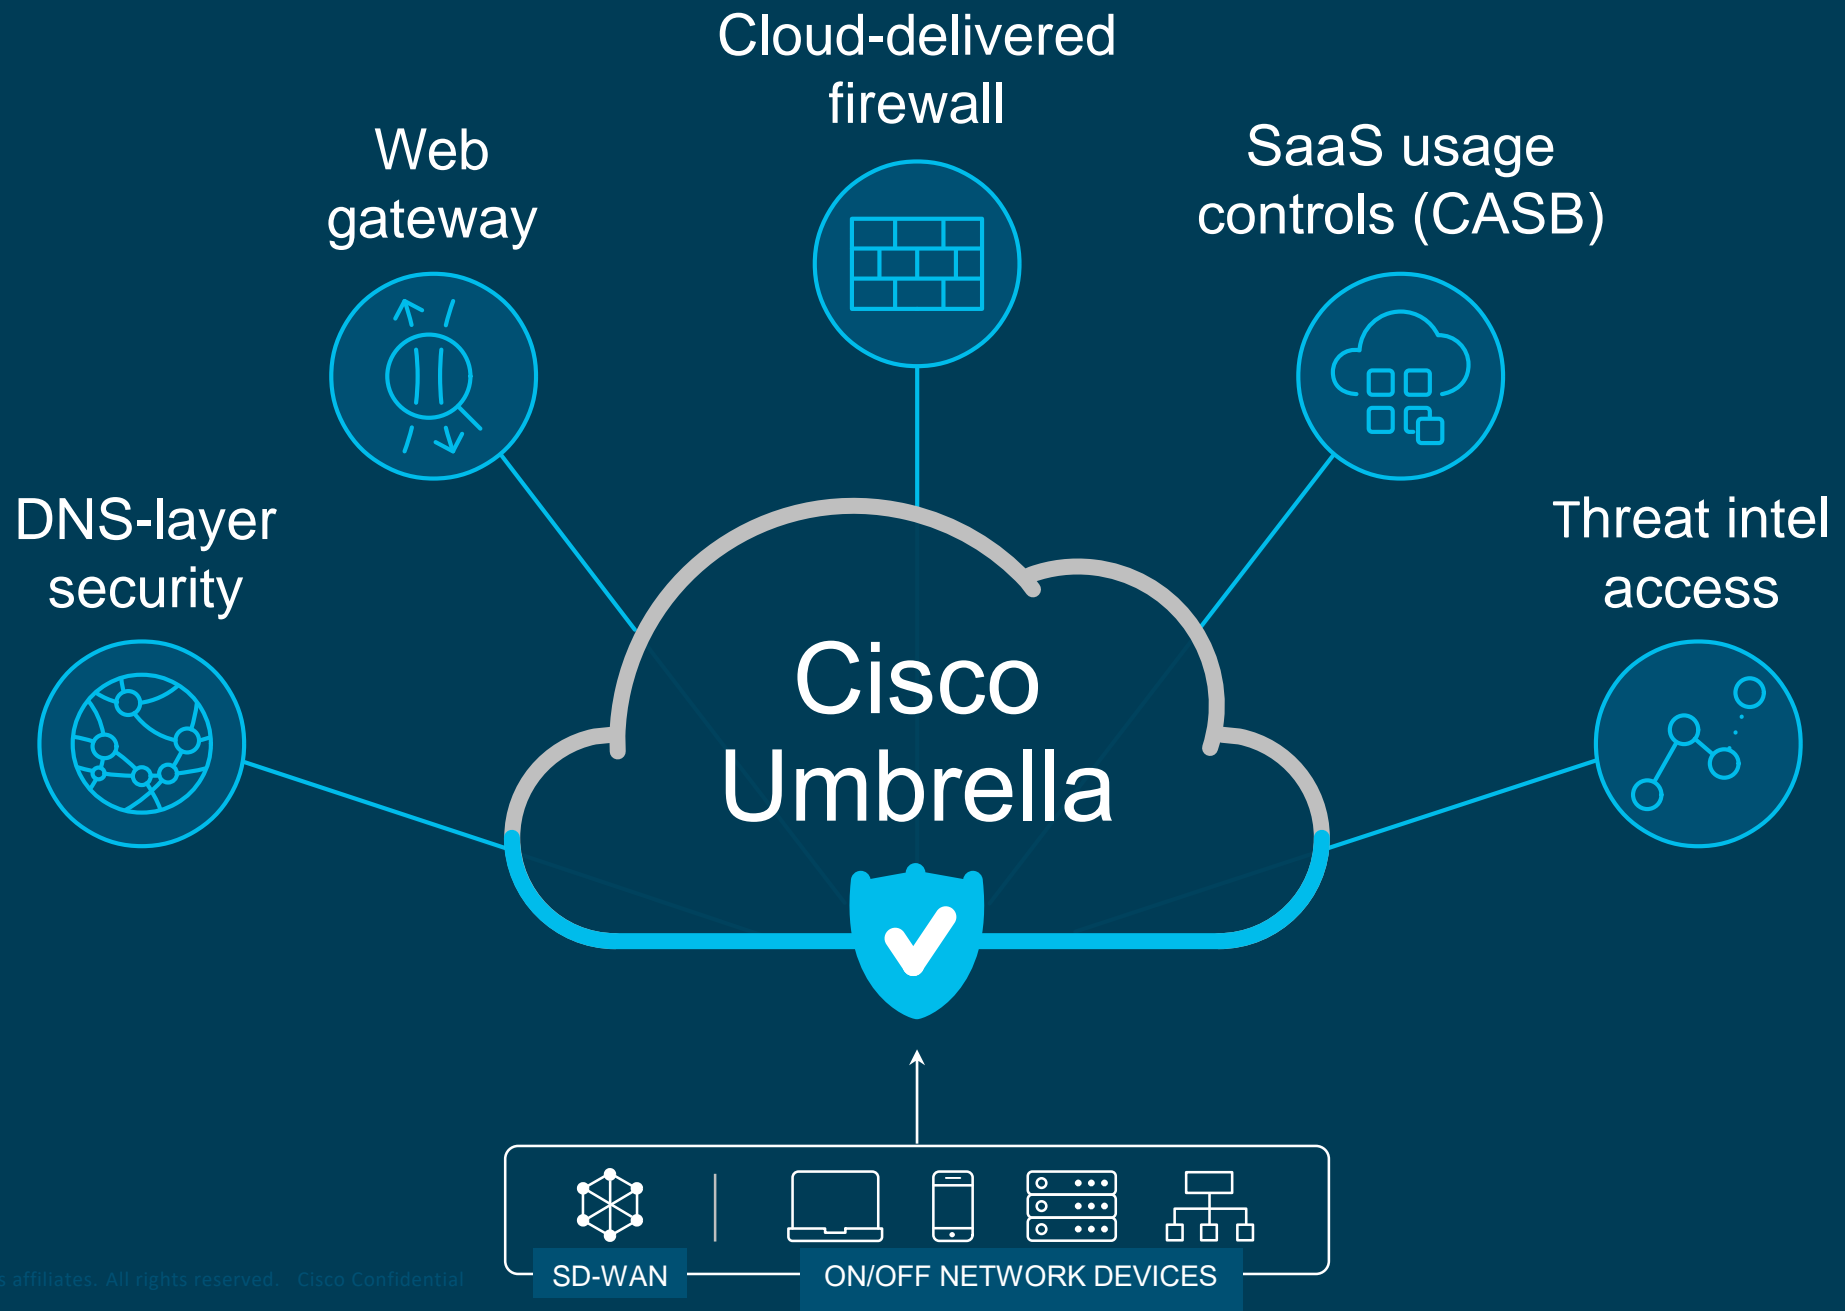 Cloud-delivered
firewall
Web
gateway
SaaS usage
controls (CASB)
DNS-layer
security
Threat intel
access
Cisco
Umbrella
SD-WAN
ON/OFF NETWORK DEVICES
s affiliates. All rights reserved. Cisco Confidential